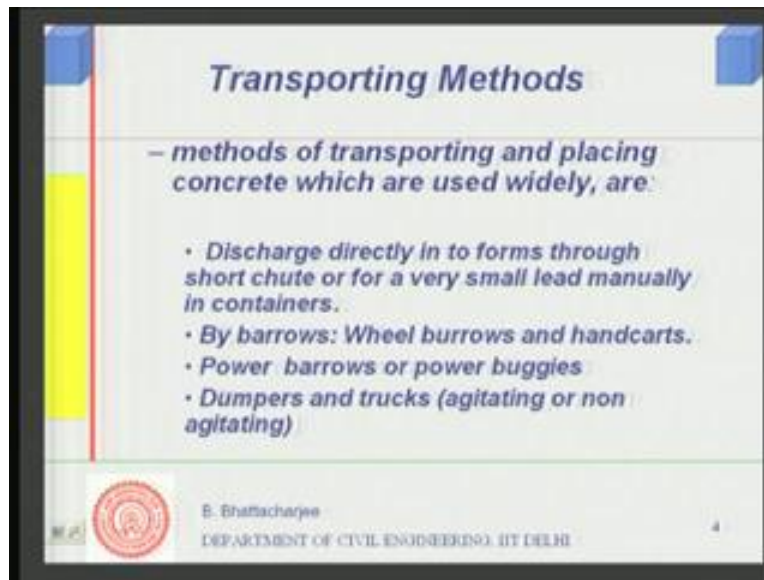 Transporting Methods
– methods of transporting and placing
concrete which are used widely, are:
• Discharge directly in to forms through
short chute or for a very small lead manually
in containers.
• By barrows: Wheel burrows and handcarts.
• Power barrows or power buggies
• Dumpers and trucks (agitating or non
agitating)
B. Bhattacharjee
DEPARTMENT OF CIVIL ENGINEERING, IIT DELHI
4